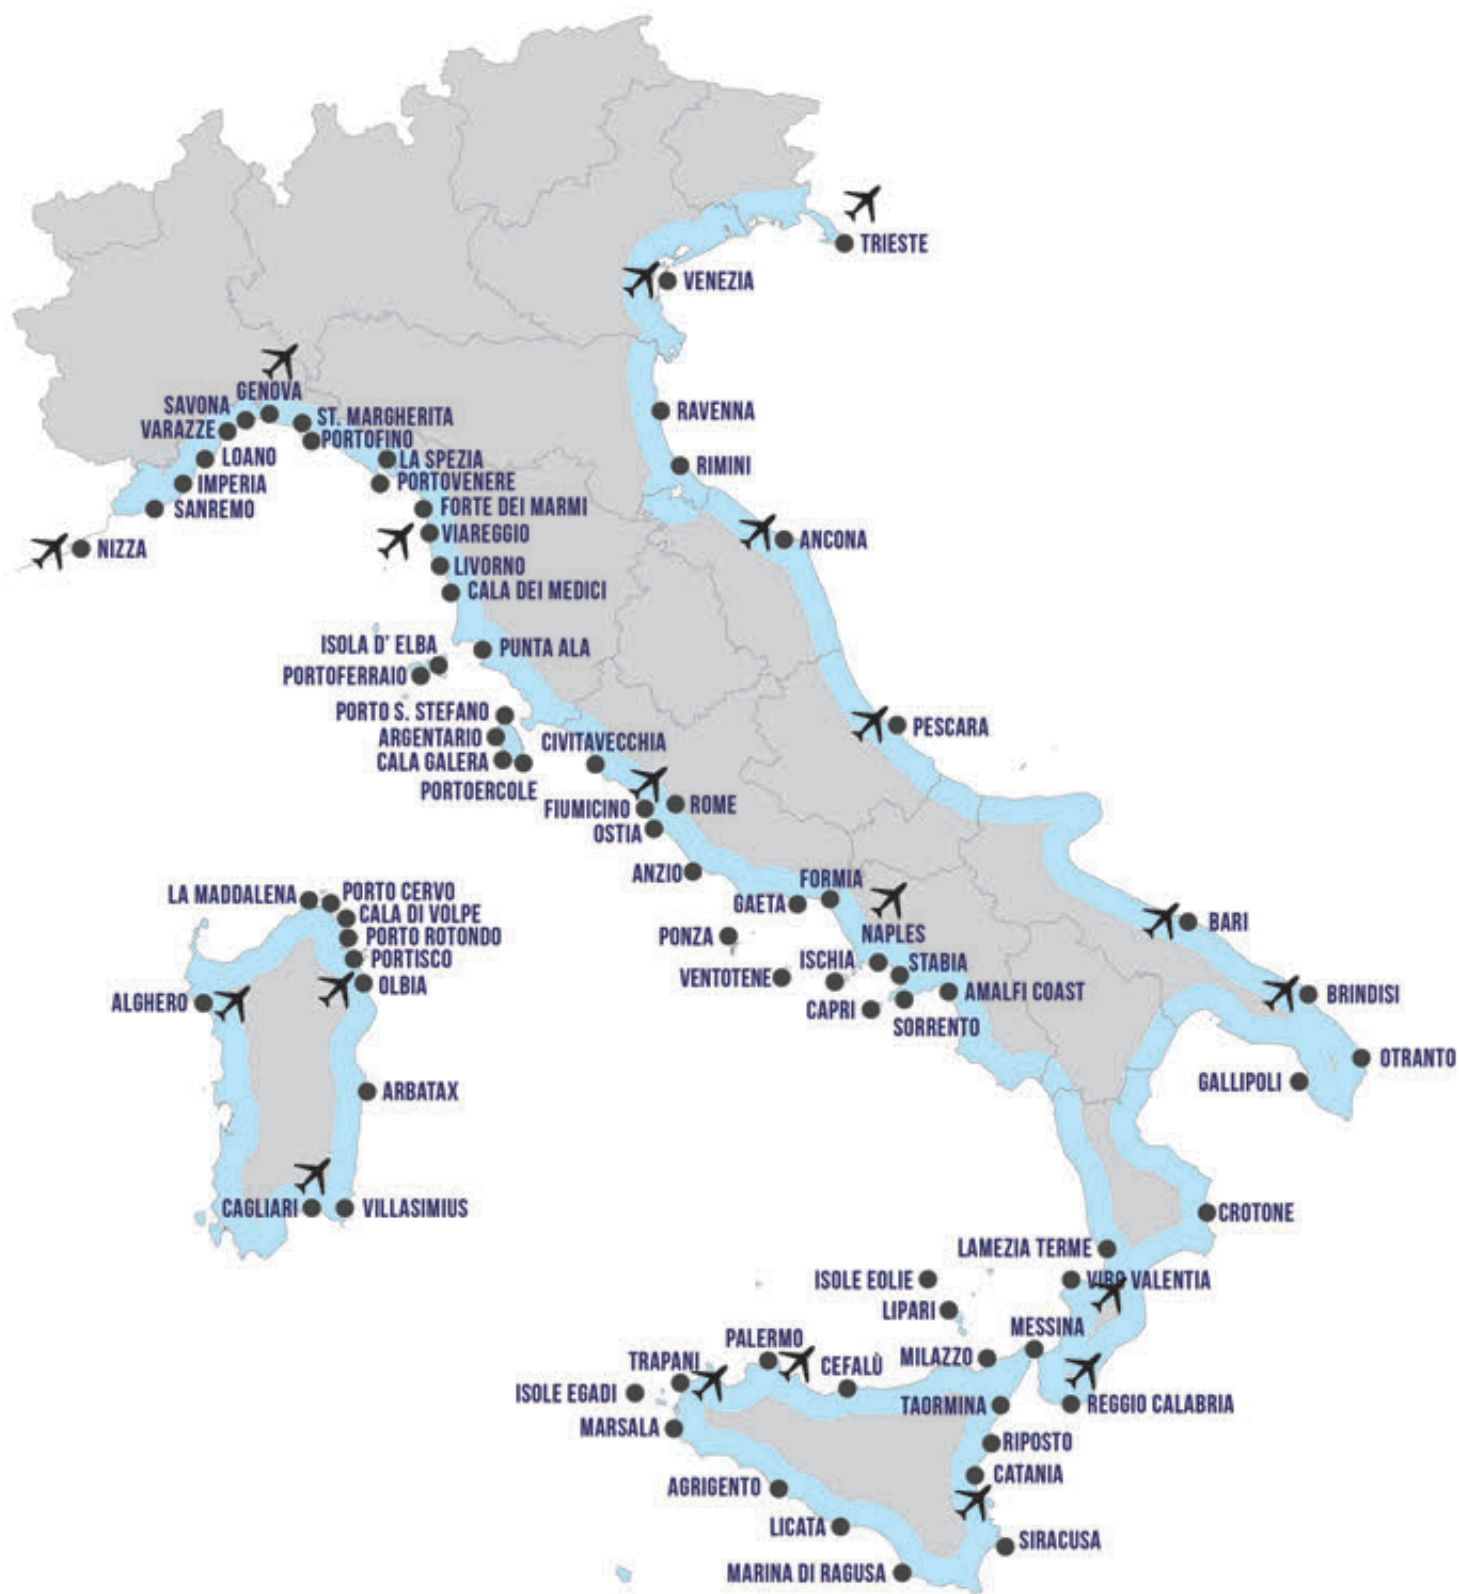 TRIESTE
VENEZIA
GENOVA
SAVONA
ST. MARGHERITA
VARAZZE
PORTOFINO
RAVENNA
LOANO
LA SPEZIA
RIMINI
IMPERIA
PORTOVENERE
SANREMO
FORTE DEI MARMI
VIAREGGIO
ANCONA
NIZZA
LIVORNO
CALA DEI MEDICI
ISOLA D' ELBA
PUNTA ALA
PORTOFERRAIO
PORTO S. STEFANO
PESCARA
ARGENTARIO
CIVITAVECCHIA
CALA GALERA
PORTOERCOLE
ROME
FIUMICINO
OSTIA
ANZIO
FORMIA
LA MADDALENA
PORTO CERVO
GAETA
CALA DI VOLPE
BARI
PORTO ROTONDO
PONZA
NAPLES
PORTISCO
ISCHIA
STABIA
VENTOTENE
OLBIA
AMALFI COAST
BRINDISI
ALGHERO
CAPRI
SORRENTO
OTRANTO
GALLIPOLI
ARBATAX
CAGLIARI
VILLASIMIUS
CROTONE
LAMEZIA TERME
ISOLE EOLIE
VIBO VALENTIA
LIPARI
MESSINA
PALERMO
MILAZZO
TRAPANI
CEFALÙ
ISOLE EGADI
TAORMINA
REGGIO CALABRIA
MARSALA
RIPOSTO
CATANIA
AGRIGENTO
LICATA
SIRACUSA
MARINA DI RAGUSA